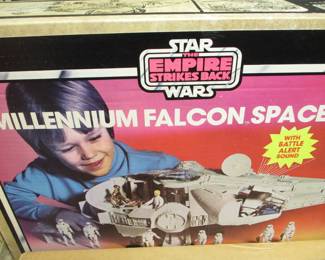 STAR
THE
EMPIRE
STRIKES BACK
WARS
MILLENNIUM FALCON SPACE
WITH
BATTLE
ALERT
SOUND